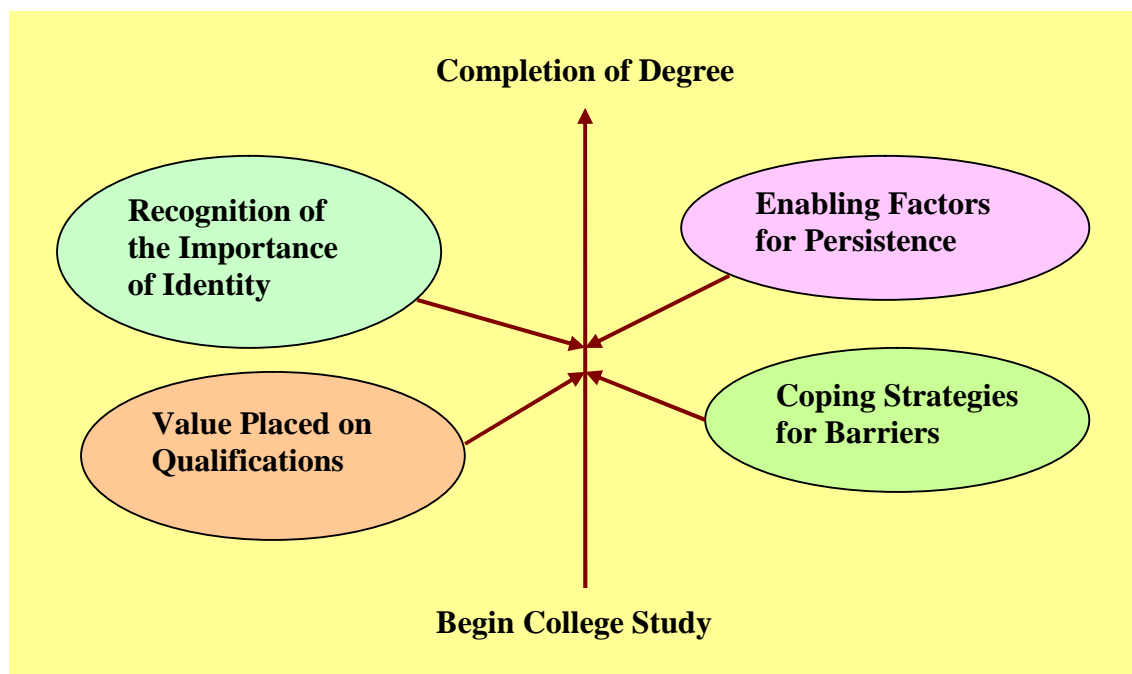 Completion of Degree
Recognition of
the Importance
of Identity
Enabling Factors
for Persistence
Value Placed on
Qualifications
Coping Strategies
for Barriers
Begin College Study